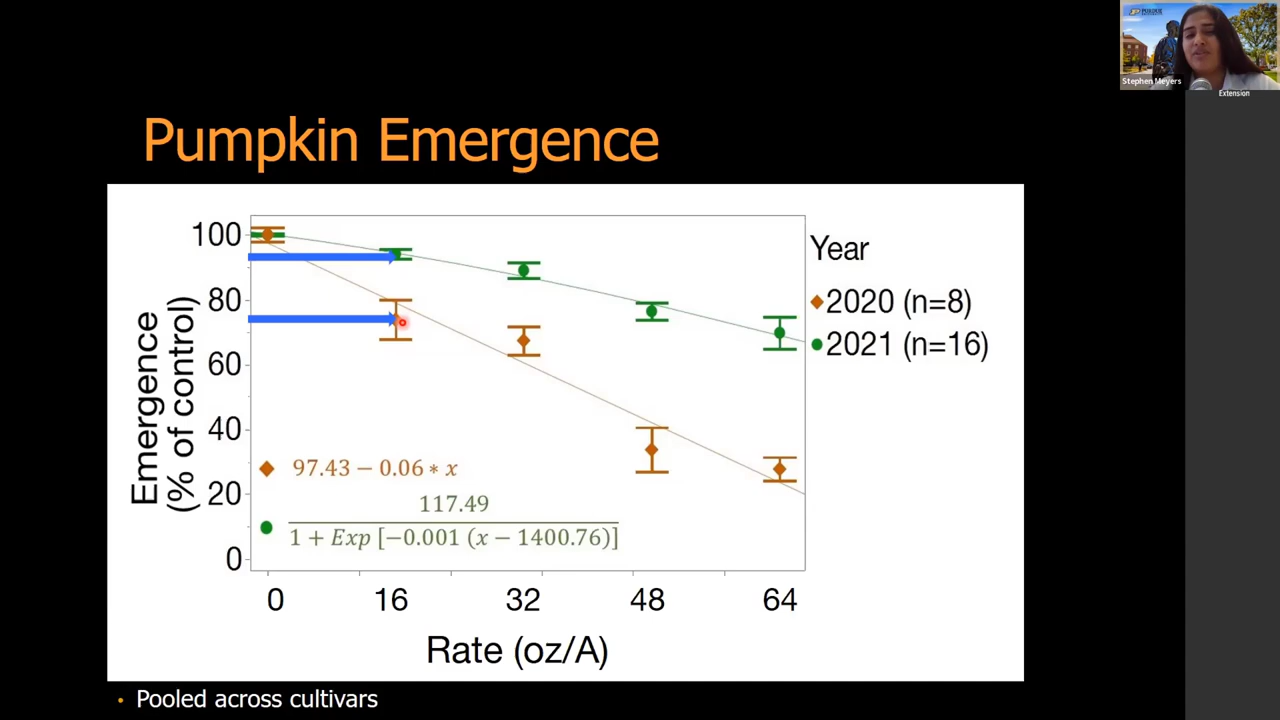 PURDUE
Stephen Meyers
Extension
Pumpkin Emergence
Emergence
(% of control)
100
80
60
40
20
0
97.43 − 0.06 ∗ x
117.49
1 + Exp [−0.001 (x − 1400.76)]
Year
2020 (n=8)
2021 (n=16)
0 16 32 48 64
Rate (oz/A)
• Pooled across cultivars